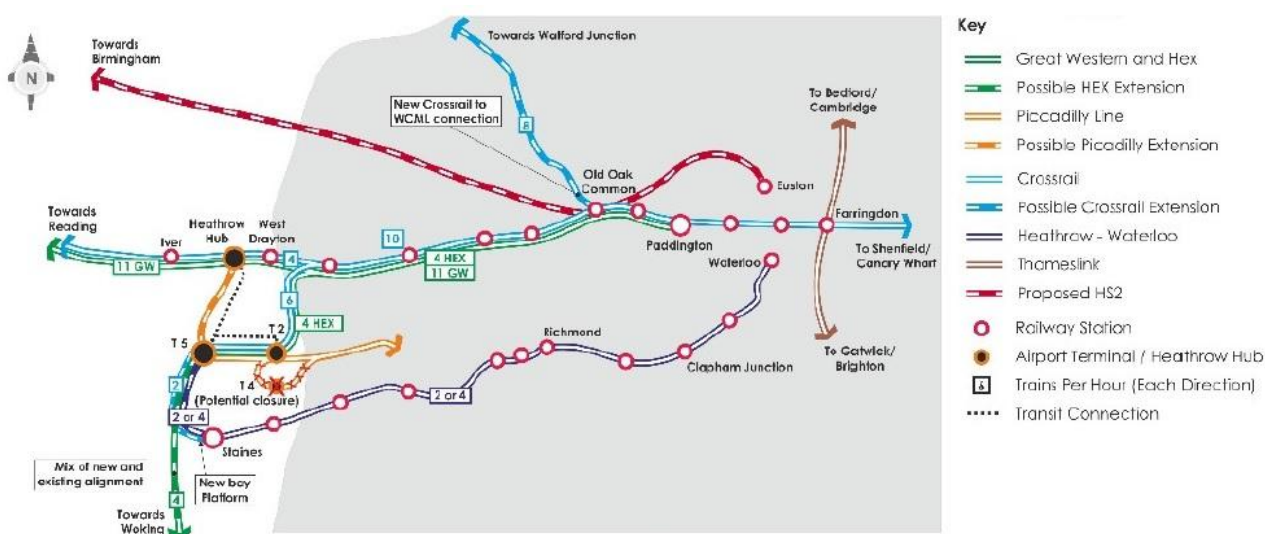 Towards
Birmingham
N
Towards Watford Junction
New Crossrail to
WCML connection
8
To Bedford/
Cambridge
Old Oak
Common
Euston
Towards
Reading
Iver
Heathrow
Hub
West
Drayton
4
10
4 HEX
11 GW
11 GW
Paddington
Farringdon
To Shenfield/
Canary Wharf
Waterloo
6
4 HEX
T 5
T 2
T 4
(Potential closure)
Richmond
Clapham Junction
To Gatwick/
Brighton
2
2 or 4
2 or 4
Staines
Mix of new and
existing alignment
New bay
Platform
4
Towards
Woking
Key
Great Western and Hex
Possible HEX Extension
Piccadilly Line
Possible Picadilly Extension
Crossrail
Possible Crossrail Extension
Heathrow - Waterloo
Thameslink
Proposed HS2
Railway Station
Airport Terminal / Heathrow Hub
Trains Per Hour (Each Direction)
Transit Connection